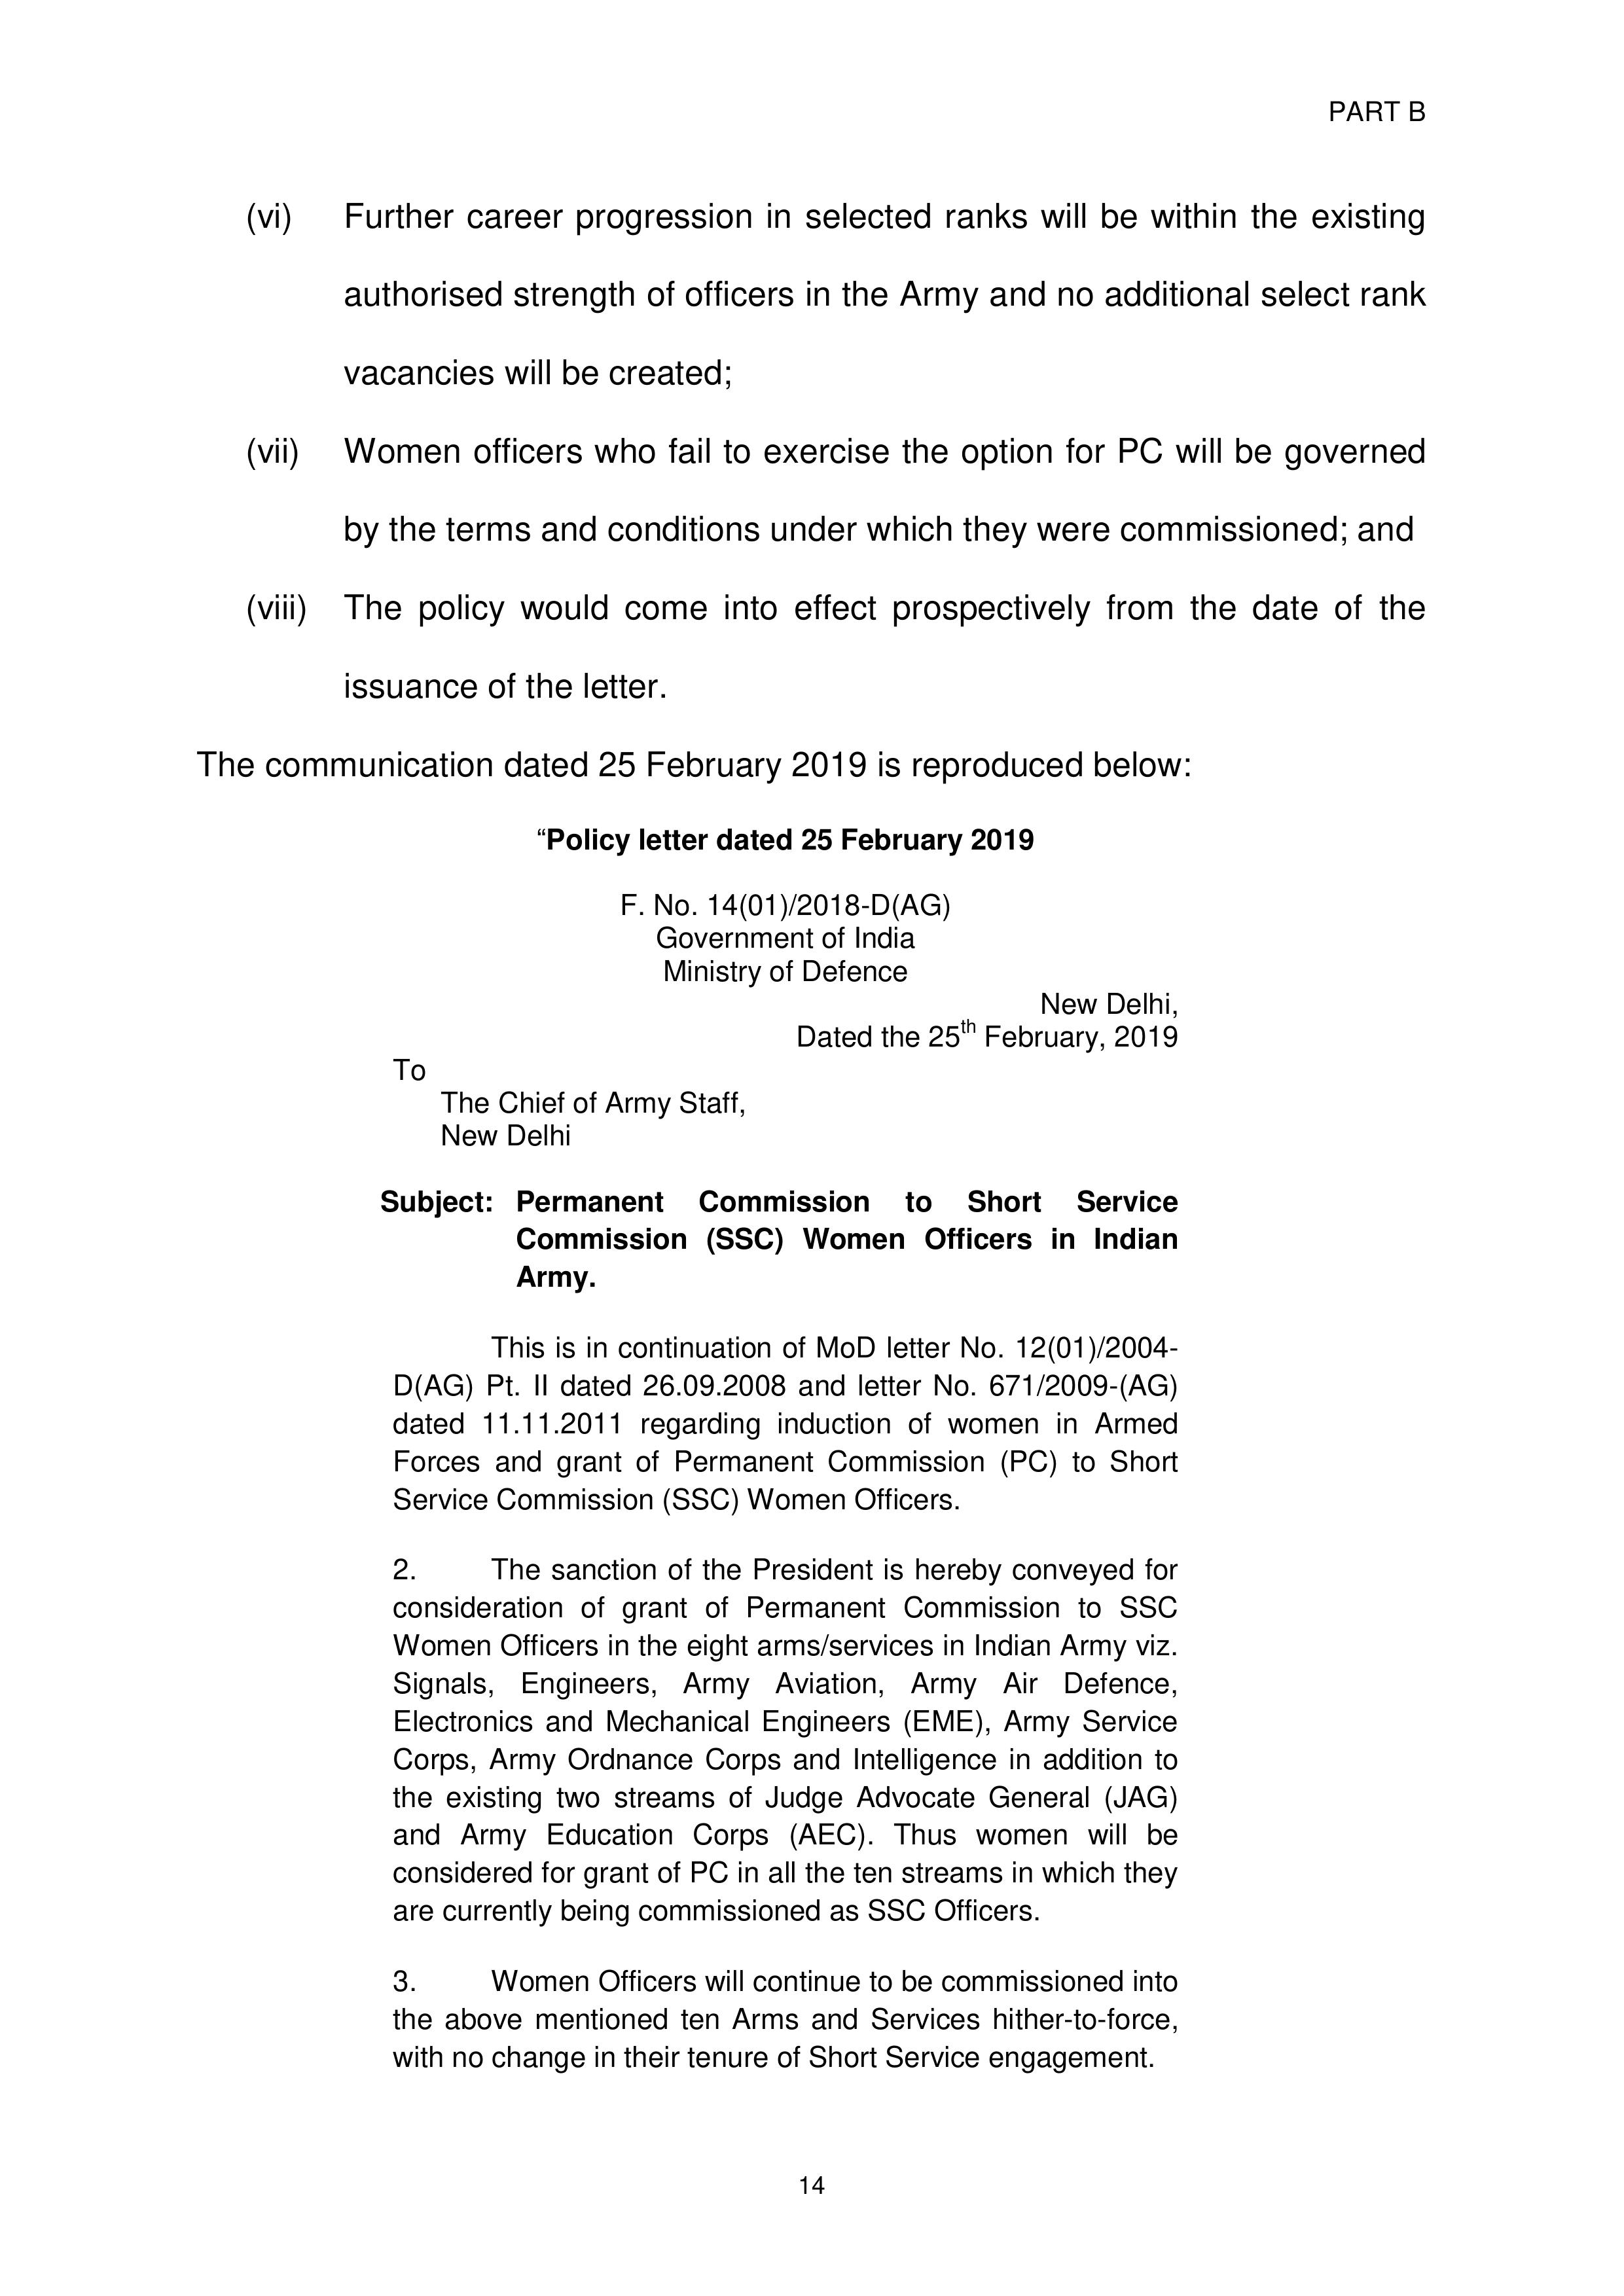 PART B
(vi) Further career progression in selected ranks will be within the existing
authorised strength of officers in the Army and no additional select rank
vacancies will be created;
(vii) Women officers who fail to exercise the option for PC will be governed
by the terms and conditions under which they were commissioned; and
(viii) The policy would come into effect prospectively from the date of the
issuance of the letter.
The communication dated 25 February 2019 is reproduced below:
“Policy letter dated 25 February 2019
F. No. 14(01)/2018-D(AG)
Government of India
Ministry of Defence
New Delhi,
Dated the 25th February, 2019
To
The Chief of Army Staff,
New Delhi
Subject: Permanent Commission to Short Service
Commission (SSC) Women Officers in Indian
Army.
This is in continuation of MoD letter No. 12(01)/2004-
D(AG) Pt. II dated 26.09.2008 and letter No. 671/2009-(AG)
dated 11.11.2011 regarding induction of women in Armed
Forces and grant of Permanent Commission (PC) to Short
Service Commission (SSC) Women Officers.
2. The sanction of the President is hereby conveyed for
consideration of grant of Permanent Commission to SSC
Women Officers in the eight arms/services in Indian Army viz.
Signals, Engineers, Army Aviation, Army Air Defence,
Electronics and Mechanical Engineers (EME), Army Service
Corps, Army Ordnance Corps and Intelligence in addition to
the existing two streams of Judge Advocate General (JAG)
and Army Education Corps (AEC). Thus women will be
considered for grant of PC in all the ten streams in which they
are currently being commissioned as SSC Officers.
3. Women Officers will continue to be commissioned into
the above mentioned ten Arms and Services hither-to-force,
with no change in their tenure of Short Service engagement.
14